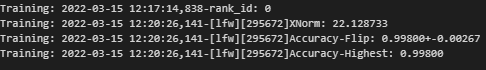 Training: 2022-03-15 12:17:14,838-rank_id: 0
Training: 2022-03-15 12:20:26,141-[lfw][295672]XNorm: 22.128733
Training: 2022-03-15 12:20:26,141-[lfw][295672]Accuracy-Flip: 0.99800+-0.00267
Training: 2022-03-15 12:20:26,141-[lfw][295672]Accuracy-Highest: 0.99800